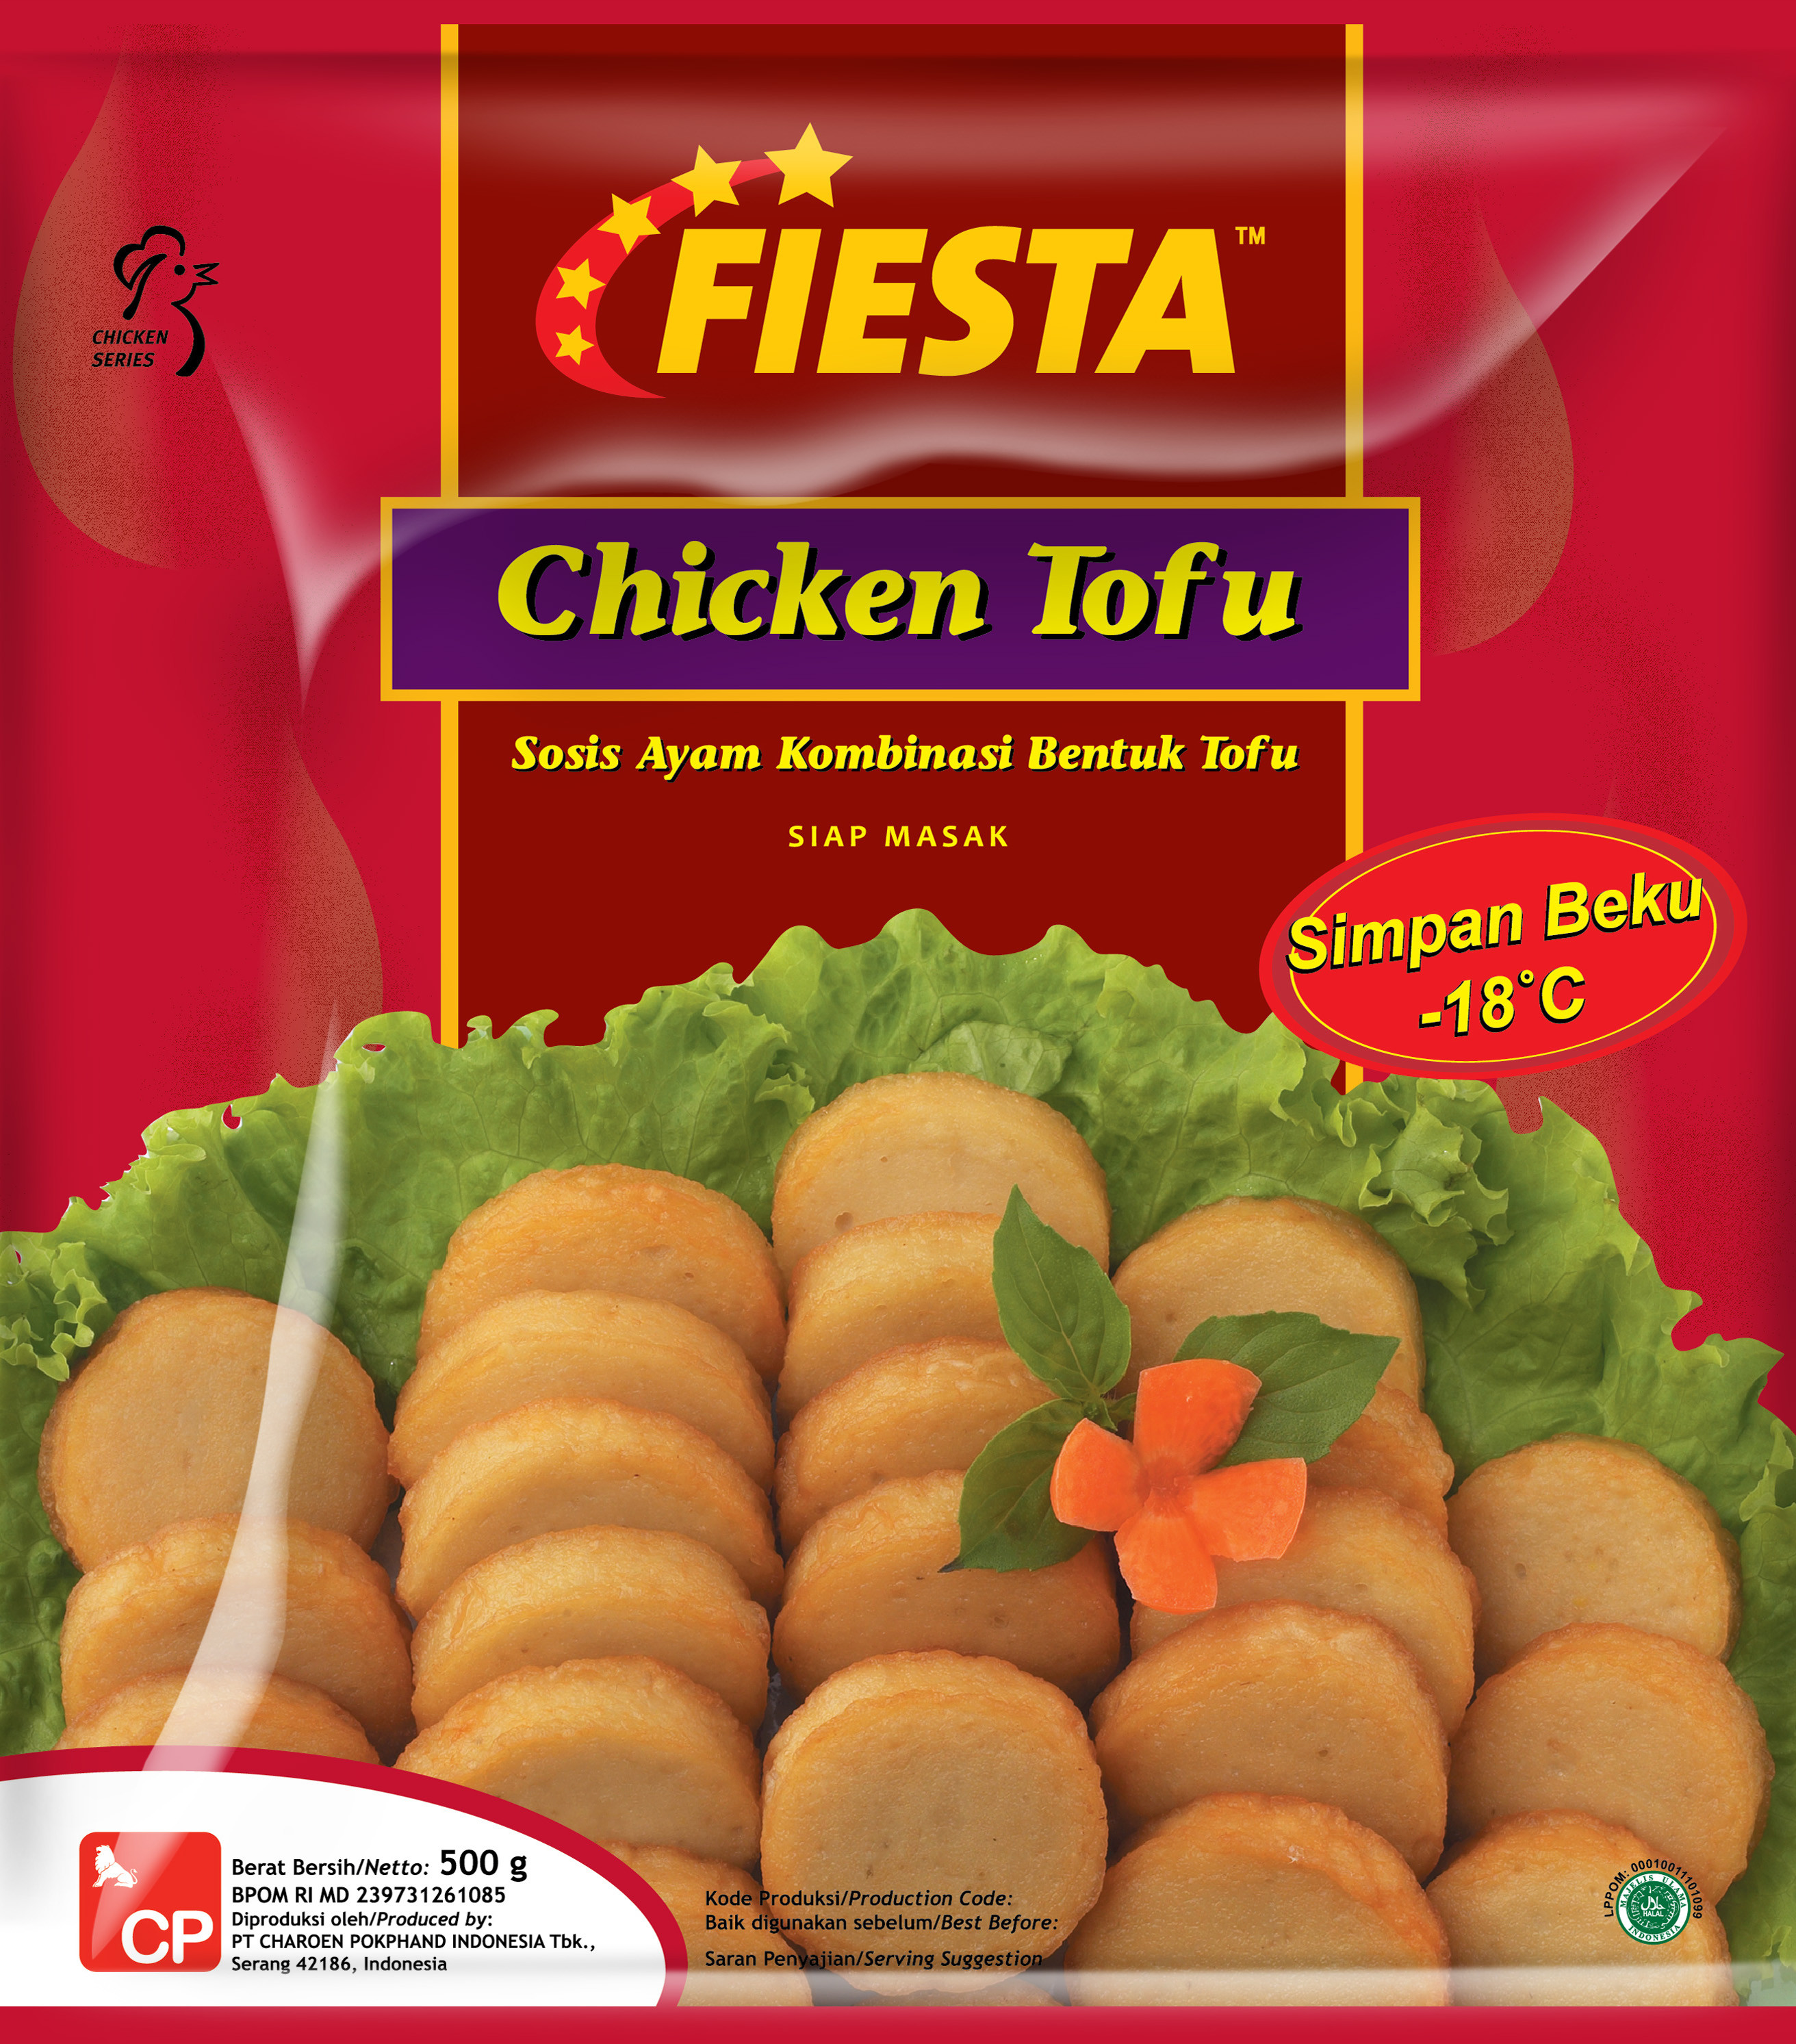 FIESTA™
CHICKEN
SERIES
Chicken Tofu
Sosis Ayam Kombinasi Bentuk Tofu
SIAP MASAK
Simpan Beku
-18°C
CP
Berat Bersih/Netto: 500 g
BPOM RI MD 239731261085
Diproduksi oleh/Produced by:
PT CHAROEN POKPHAND INDONESIA Tbk.,
Serang 42186, Indonesia
Kode Produksi/Production Code:
Baik digunakan sebelum/Best Before:
Saran Penyajian/Serving Suggestion
LPPOM: 00010011101099
MAJELIS ULAMA
حلال
HALAL
INDONESIA